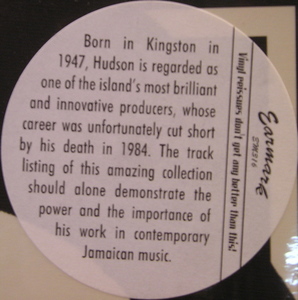 Born in Kingston in
1947, Hudson is regarded as
one of the island's most brilliant
and innovative producers, whose
career was unfortunately cut short
by his death in 1984. The track
listing of this amazing collection
should alone demonstrate the
power and the importance of
his work in contemporary
Jamaican music.
Vinyl reissues don't get any better than this!
Earmark